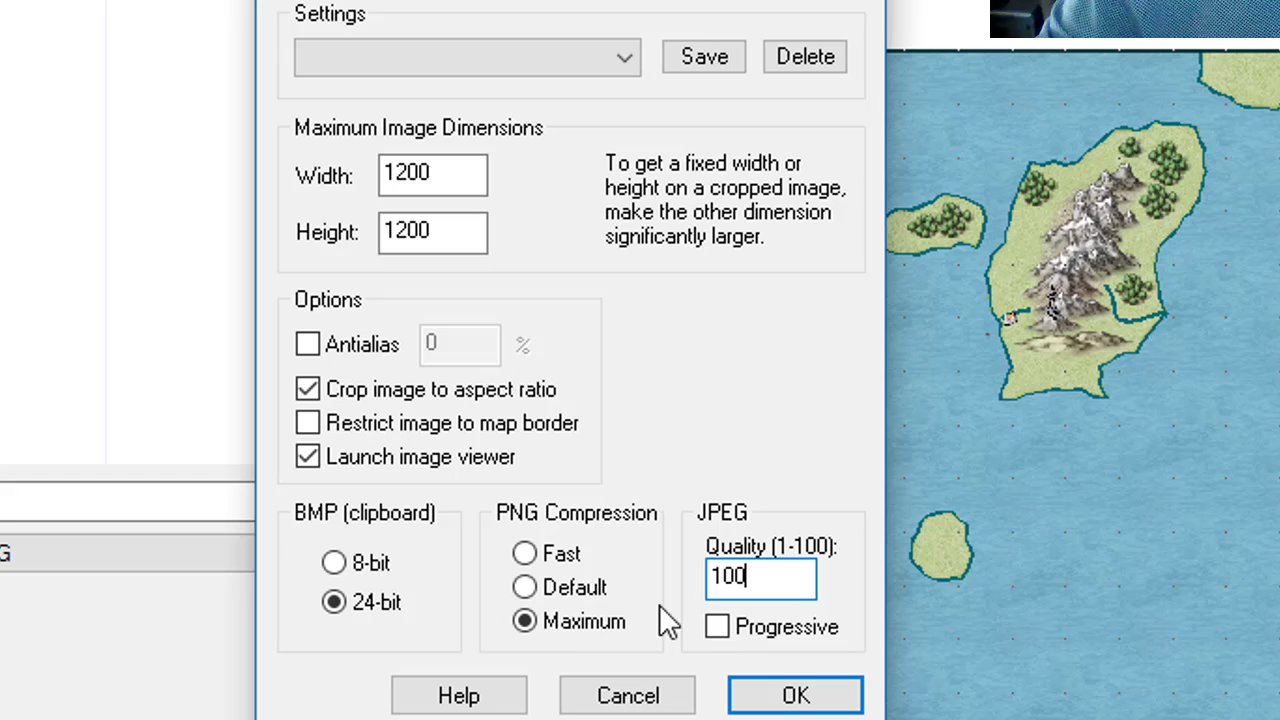 Settings
Save
Delete
Maximum Image Dimensions
Width:
1200
Height:
1200
To get a fixed width or
height on a cropped image,
make the other dimension
significantly larger.
Options
Antialias
0
%
Crop image to aspect ratio
Restrict image to map border
Launch image viewer
BMP (clipboard)
8-bit
24-bit
PNG Compression
Fast
Default
Maximum
JPEG
Quality (1-100):
100
Progressive
G
Help
Cancel
OK